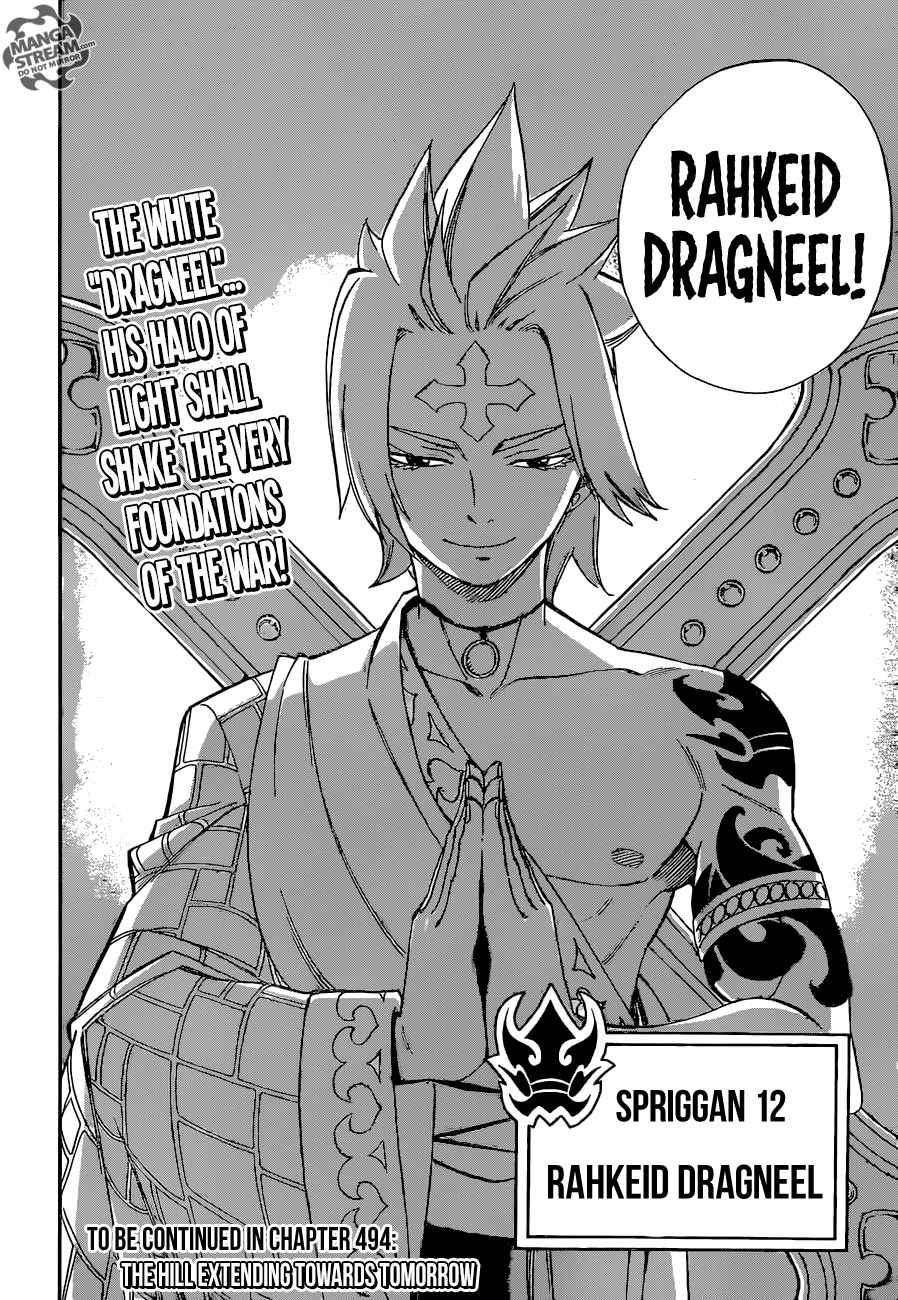 MANGA
STREAM.com
DO NOT MIRROR
RAHKEID
DRAGNEEL!
THE WHITE
"DRAGNEEL"...
HIS HALO OF
LIGHT SHALL
SHAKE THE VERY
FOUNDATIONS
OF THE WAR!
SPRIGGAN 12
RAHKEID DRAGNEEL
TO BE CONTINUED IN CHAPTER 494:
THE HILL EXTENDING TOWARDS TOMORROW